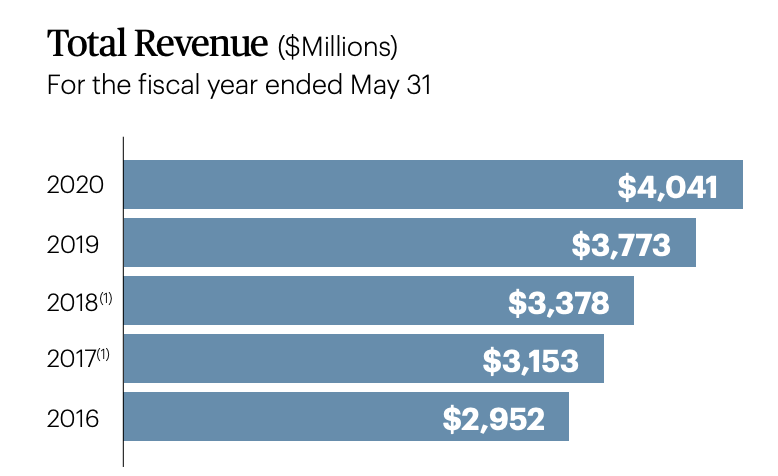 Total Revenue ($Millions)
For the fiscal year ended May 31
2020 $4,041
2019 $3,773
2018(1) $3,378
2017(1) $3,153
2016 $2,952